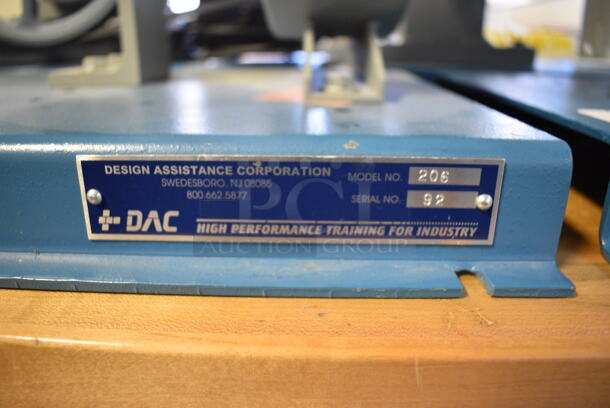 DESIGN ASSISTANCE CORPORATION
SWEDESBORO, NJ 08085
800.662.5877
MODEL NO. 206
SERIAL NO. 92
DAC
HIGH PERFORMANCE TRAINING FOR INDUSTRY
PCI
AUCTION GROUP